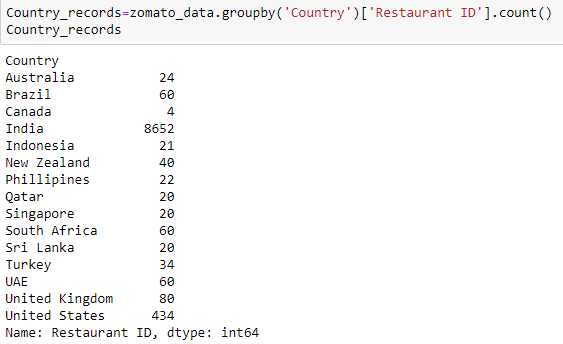 Country_records=zomato_data.groupby('Country')['Restaurant ID'].count()
Country_records
Country
Australia 24
Brazil 60
Canada 4
India 8652
Indonesia 21
New Zealand 40
Phillipines 22
Qatar 20
Singapore 20
South Africa 60
Sri Lanka 20
Turkey 34
UAE 60
United Kingdom 80
United States 434
Name: Restaurant ID, dtype: int64